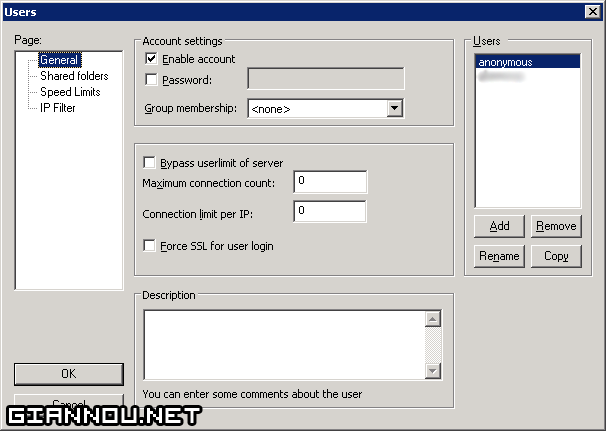 Users
Page:
General
Shared folders
Speed Limits
IP Filter
Account settings
Enable account
Password:
Group membership:
<none>
Bypass userlimit of server
Maximum connection count:
0
Connection limit per IP:
0
Force SSL for user login
Description
You can enter some comments about the user
Users
anonymous
Add
Remove
Rename
Copy
OK
Cancel
GIANNOU.NET